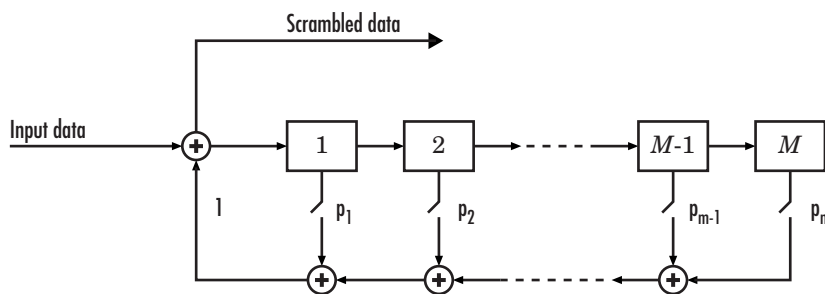 Scrambled data
Input data
1
2
M-1
M
1
p1
p2
pm-1